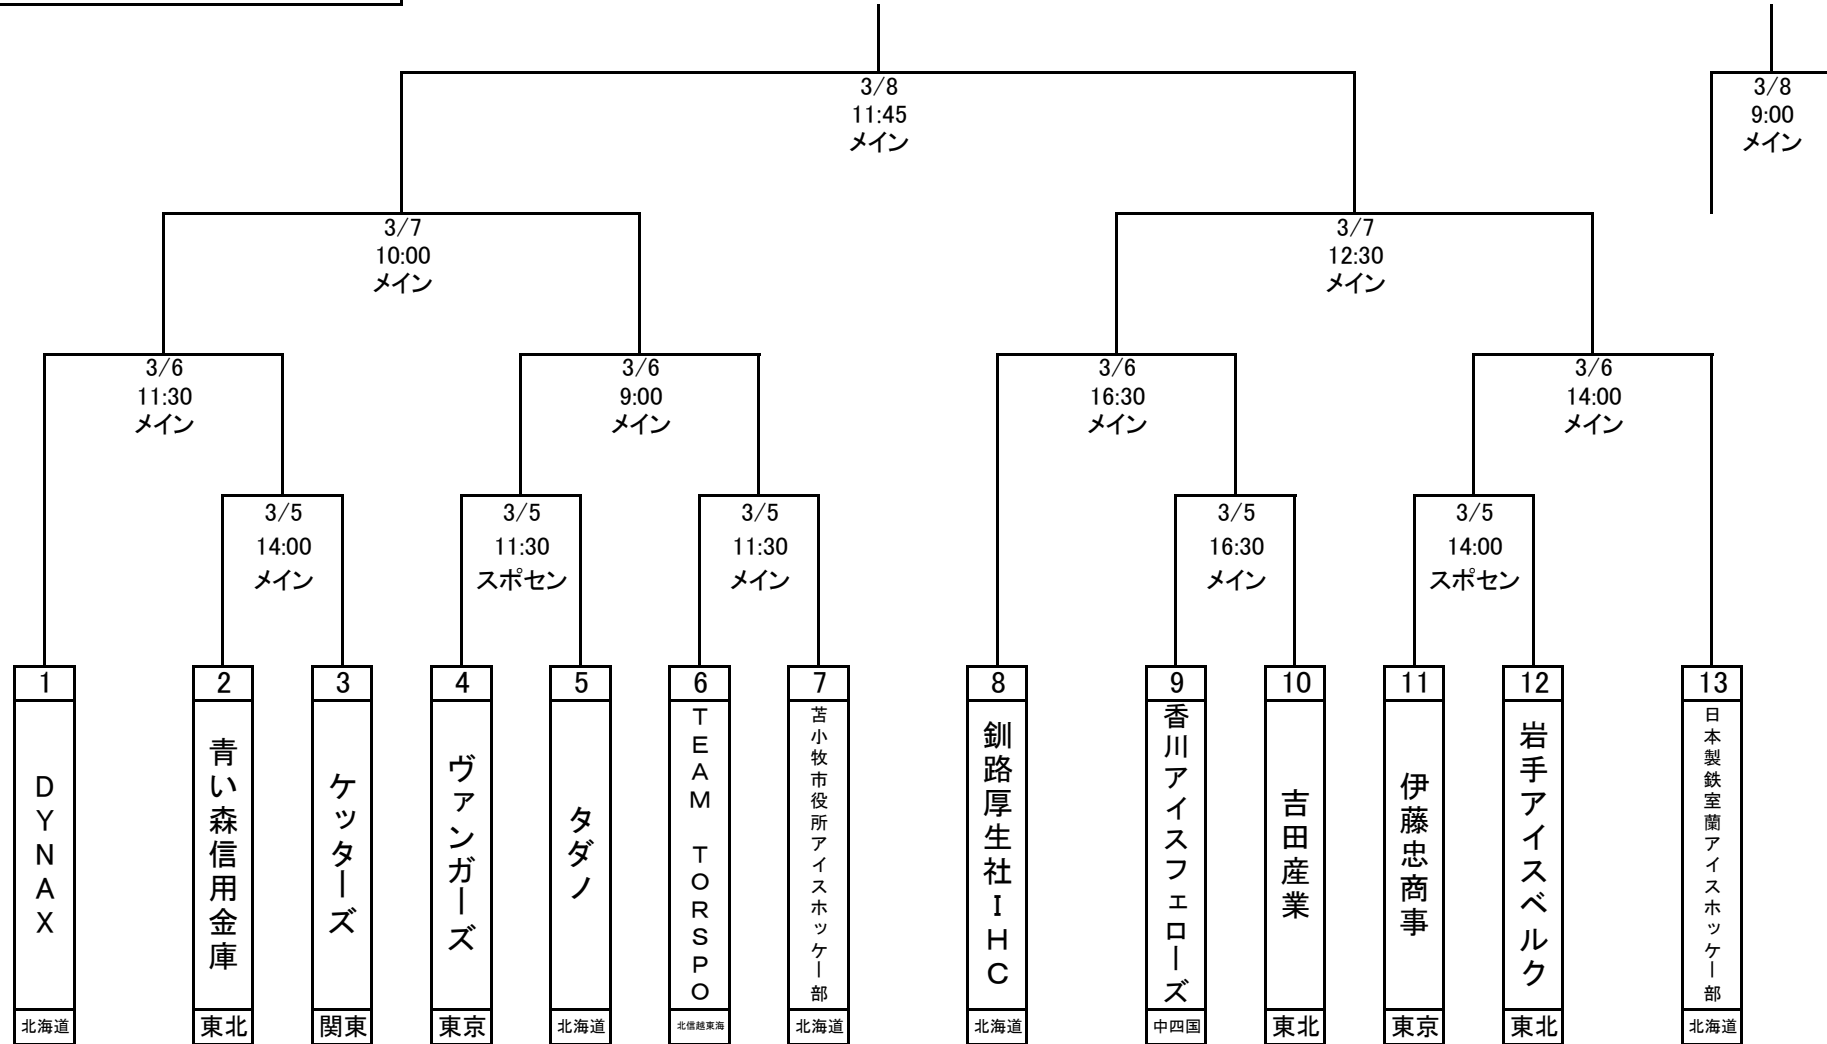 3/8
11:45
メイン
3/8
9:00
メイン
3/7
10:00
メイン
3/7
12:30
メイン
3/6
11:30
メイン
3/6
9:00
メイン
3/6
16:30
メイン
3/6
14:00
メイン
3/5
14:00
メイン
3/5
11:30
スポセン
3/5
11:30
メイン
3/5
16:30
メイン
3/5
14:00
スポセン
1
DYNAX
北海道
2
青い森信用金庫
東北
3
ケッターズ
関東
4
ヴァンガーズ
東京
5
タダノ
北海道
6
TEAM TORSPO
北信越東海
7
苫小牧市役所アイスホッケー部
北海道
8
釧路厚生社IHC
北海道
9
香川アイスフェローズ
中四国
10
吉田産業
東北
11
伊藤忠商事
東京
12
岩手アイスベルク
東北
13
日本製鉄室蘭アイスホッケー部
北海道